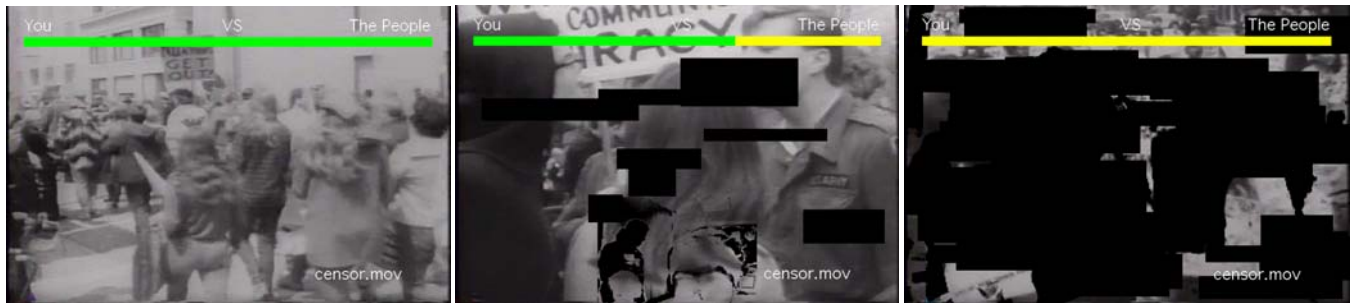 You VS The People
GET
OUT!
censor.mov
You VS The People
COMMUNI
RACY
censor.mov
You VS The People
censor.mov